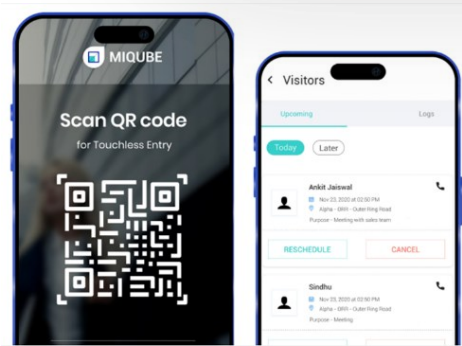 MIQUBE
Scan QR code
for Touchless Entry
Visitors
Upcoming
Logs
Today
Later
Ankit Jaiswal
Nov 23, 2020 at 02:50 PM
Alpha - ORR - Outer Ring Road
Purpose - Meeting with sales team
RESCHEDULE
CANCEL
Sindhu
Nov 23, 2020 at 02:50 PM
Alpha - ORR - Outer Ring Road
Purpose - Meeting